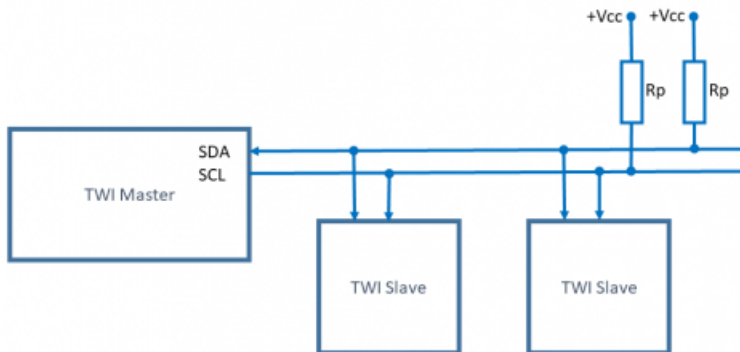 +Vcc +Vcc
Rp Rp
SDA
SCL
TWI Master
TWI Slave TWI Slave